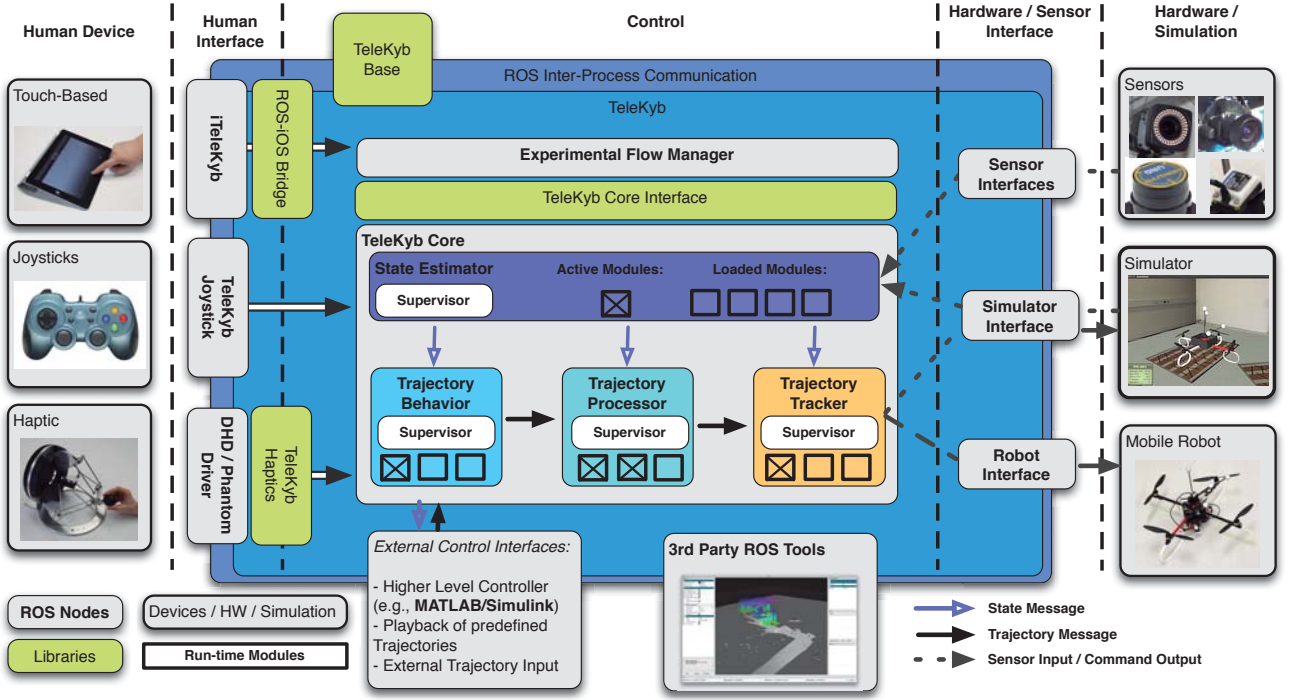 Human Device
Human
Interface
Control
Hardware / Sensor
Interface
Hardware /
Simulation
TeleKyb
Base
ROS Inter-Process Communication
TeleKyb
Touch-Based
iTeleKyb
ROS-iOS Bridge
Experimental Flow Manager
TeleKyb Core Interface
Sensor
Interfaces
Sensors
Joysticks
TeleKyb
Joystick
TeleKyb Core
State Estimator
Active Modules:
Loaded Modules:
Supervisor
Simulator
Interface
Simulator
Trajectory
Behavior
Supervisor
Trajectory
Processor
Supervisor
Trajectory
Tracker
Supervisor
Haptic
DHD / Phantom
Driver
TeleKyb
Haptics
Robot
Interface
Mobile Robot
External Control Interfaces:
- Higher Level Controller
(e.g., MATLAB/Simulink)
- Playback of predefined
Trajectories
- External Trajectory Input
3rd Party ROS Tools
ROS Nodes
Devices / HW / Simulation
Libraries
Run-time Modules
State Message
Trajectory Message
Sensor Input / Command Output